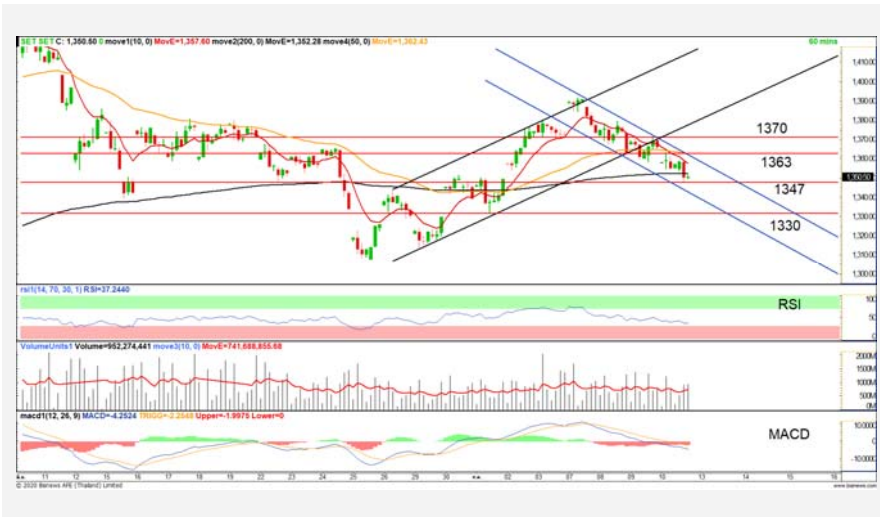 SET SET C: 1,350.50 0 move1(10, 0) MovE=1,357.60 move2(200, 0) MovE=1,352.28 move4(50, 0) MovE=1,362.43 60 mins
1,410.00
1,400.00
1,390.00
1,380.00
1,370.00
1,360.00
1,350.50
1,340.00
1,330.00
1,320.00
1,310.00
1,300.00
1370
1363
1347
1330
rsi1(14, 70, 30, 1) RSI=37.2440
RSI
100
50
0
VolumeUnits1 Volume=952,274,441 move3(10, 0) MovE=741,688,855.68
2000M
1500M
1000M
500M
0M
macd1(12, 26, 9) MACD=-4.2524 TRIGG=-2.2548 Upper=-1.9975 Lower=0
MACD
10.0000
0
-10.0000
11 12 13 14 15 18 19 20 21 22 23 24 25 26 29 30 02 03 07 08 09 10 13 14 15 16
© 2020 Bisnews AFE (Thailand) Limited www.bisnews.com